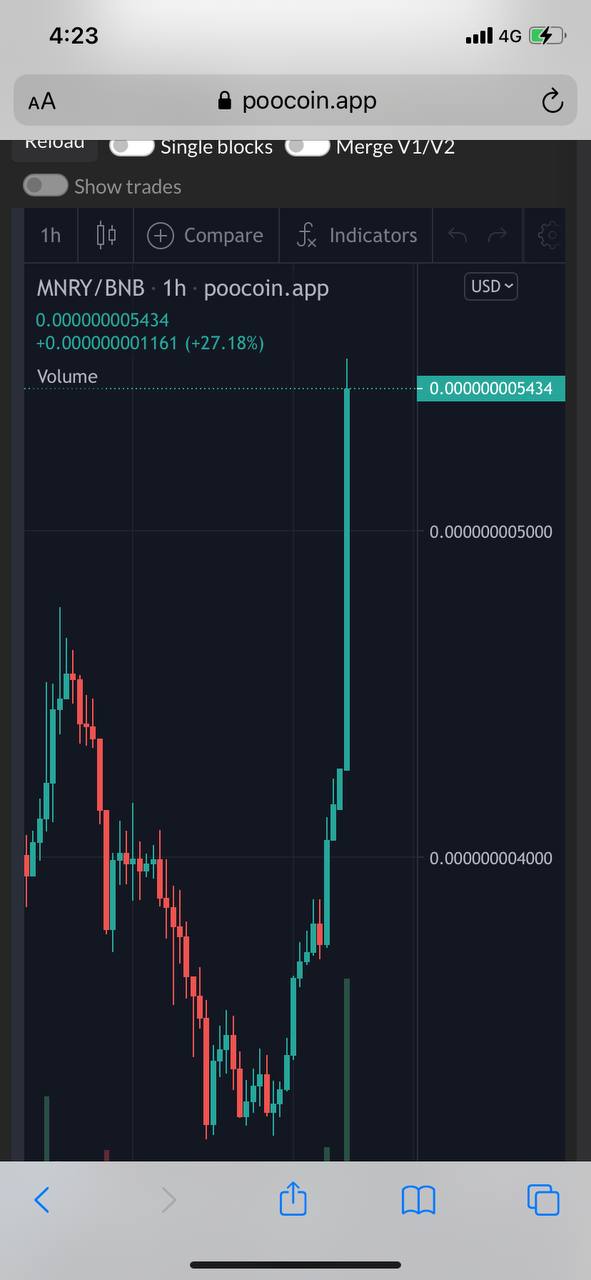 4:23
4G
AA
poocoin.app
Reload
Single blocks
Merge V1/V2
Show trades
1h
Compare
fx Indicators
MNRY/BNB · 1h · poocoin.app
USD
0.000000005434
+0.000000001161 (+27.18%)
Volume
0.000000005434
0.000000005000
0.000000004000